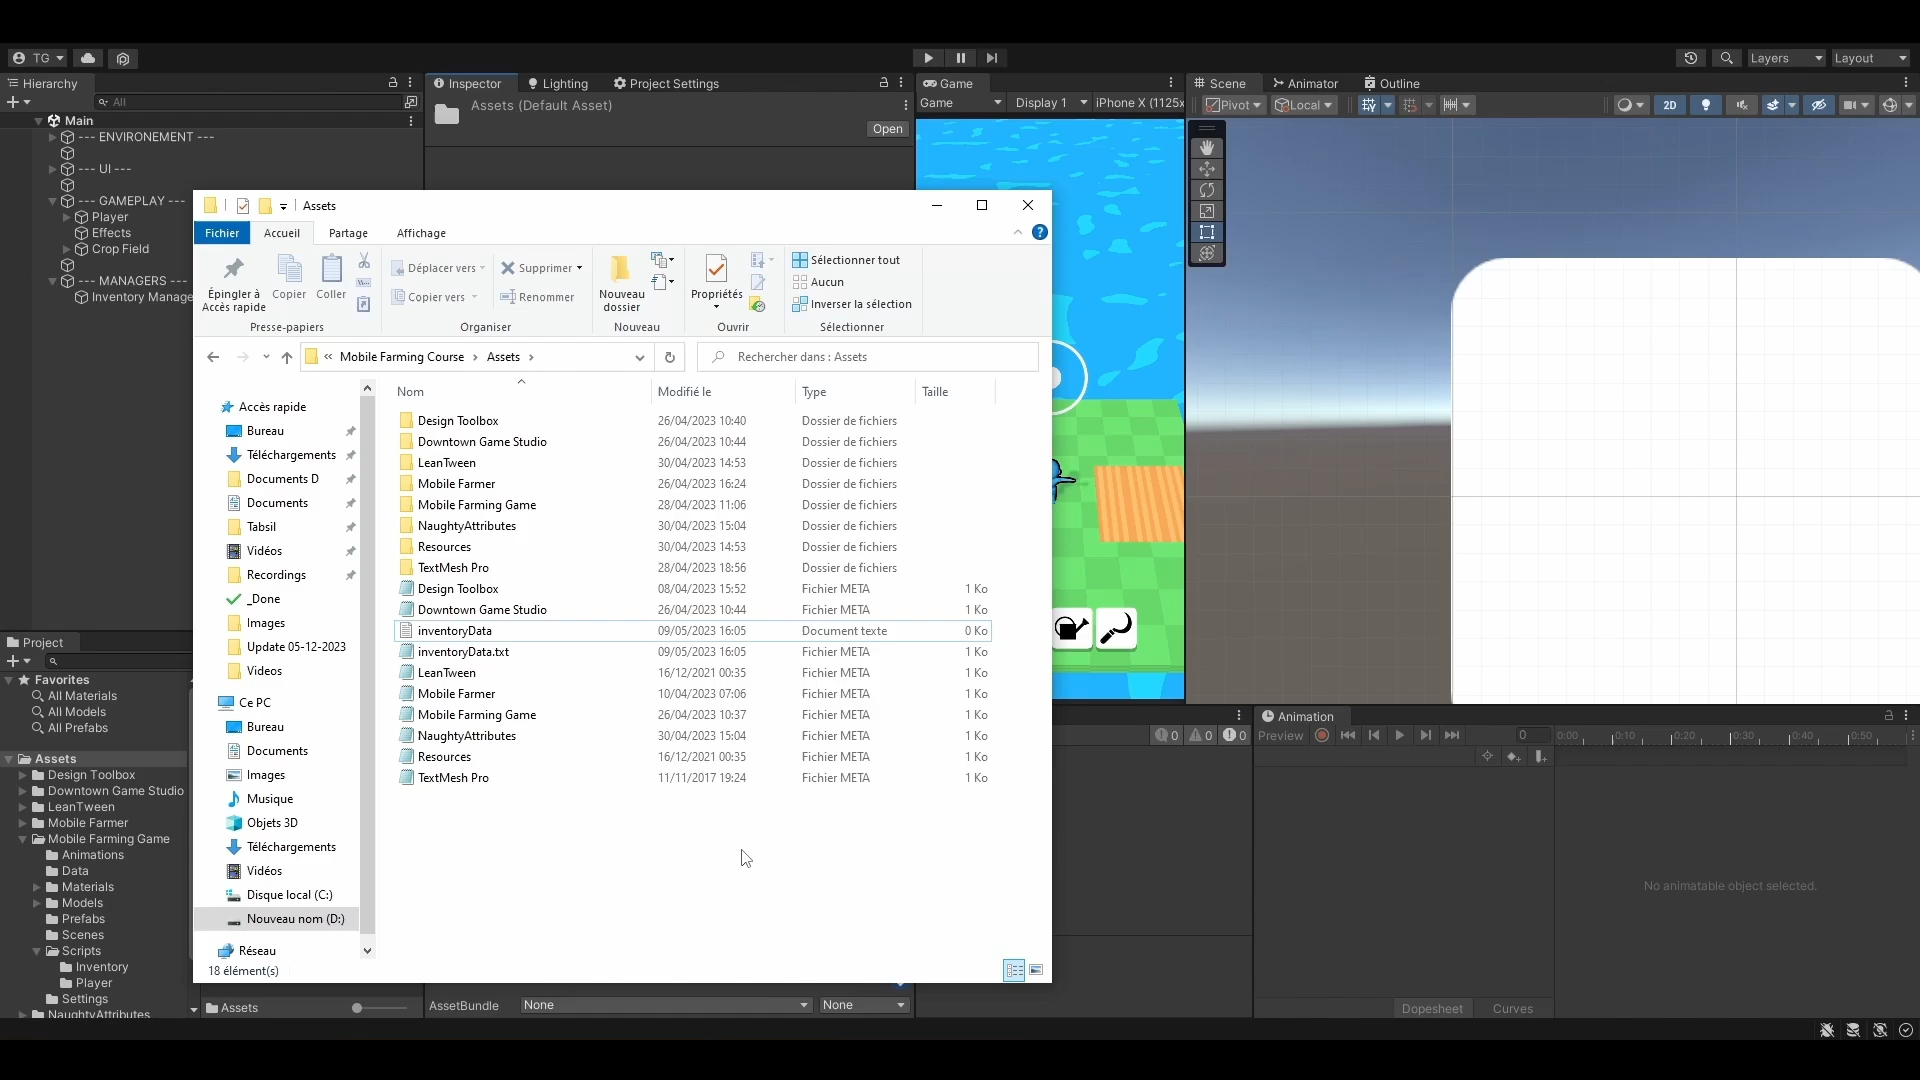 TG
Layers
Layout
Hierarchy
All
Main
--- ENVIRONEMENT ---
--- UI ---
--- GAMEPLAY ---
Player
Effects
Crop Field
--- MANAGERS ---
Inventory Manage
Inspector
Lighting
Project Settings
Assets (Default Asset)
Open
Game
Game
Display 1
iPhone X (1125x
Scene
Animator
Outline
Pivot
Local
2D
Assets
Fichier
Accueil
Partage
Affichage
Épingler à
Accès rapide
Copier
Coller
Presse-papiers
Déplacer vers
Copier vers
Supprimer
Renommer
Organiser
Nouveau
dossier
Nouveau
Propriétés
Ouvrir
Sélectionner tout
Aucun
Inverser la sélection
Sélectionner
« Mobile Farming Course > Assets >
Rechercher dans : Assets
Accès rapide
Bureau
Téléchargements
Documents D
Documents
Tabsil
Vidéos
Recordings
_Done
Images
Update 05-12-2023
Videos
Ce PC
Bureau
Documents
Images
Musique
Objets 3D
Téléchargements
Vidéos
Disque local (C:)
Nouveau nom (D:)
Réseau
18 élément(s)
Nom Modifié le Type Taille
Design Toolbox 26/04/2023 10:40 Dossier de fichiers
Downtown Game Studio 26/04/2023 10:44 Dossier de fichiers
LeanTween 30/04/2023 14:53 Dossier de fichiers
Mobile Farmer 26/04/2023 16:24 Dossier de fichiers
Mobile Farming Game 28/04/2023 11:06 Dossier de fichiers
NaughtyAttributes 30/04/2023 15:04 Dossier de fichiers
Resources 30/04/2023 14:53 Dossier de fichiers
TextMesh Pro 28/04/2023 18:56 Dossier de fichiers
Design Toolbox 08/04/2023 15:52 Fichier META 1 Ko
Downtown Game Studio 26/04/2023 10:44 Fichier META 1 Ko
inventoryData 09/05/2023 16:05 Document texte 0 Ko
inventoryData.txt 09/05/2023 16:05 Fichier META 1 Ko
LeanTween 16/12/2021 00:35 Fichier META 1 Ko
Mobile Farmer 10/04/2023 07:06 Fichier META 1 Ko
Mobile Farming Game 26/04/2023 10:37 Fichier META 1 Ko
NaughtyAttributes 30/04/2023 15:04 Fichier META 1 Ko
Resources 16/12/2021 00:35 Fichier META 1 Ko
TextMesh Pro 11/11/2017 19:24 Fichier META 1 Ko
Project
Favorites
All Materials
All Models
All Prefabs
Assets
Design Toolbox
Downtown Game Studio
LeanTween
Mobile Farmer
Mobile Farming Game
Animations
Data
Materials
Models
Prefabs
Scenes
Scripts
Inventory
Player
Settings
NaughtyAttributes
Assets
AssetBundle None None
0 0 0
Animation
Preview
0
0:00 0:10 0:20 0:30 0:40 0:50
No animatable object selected.
Dopesheet Curves